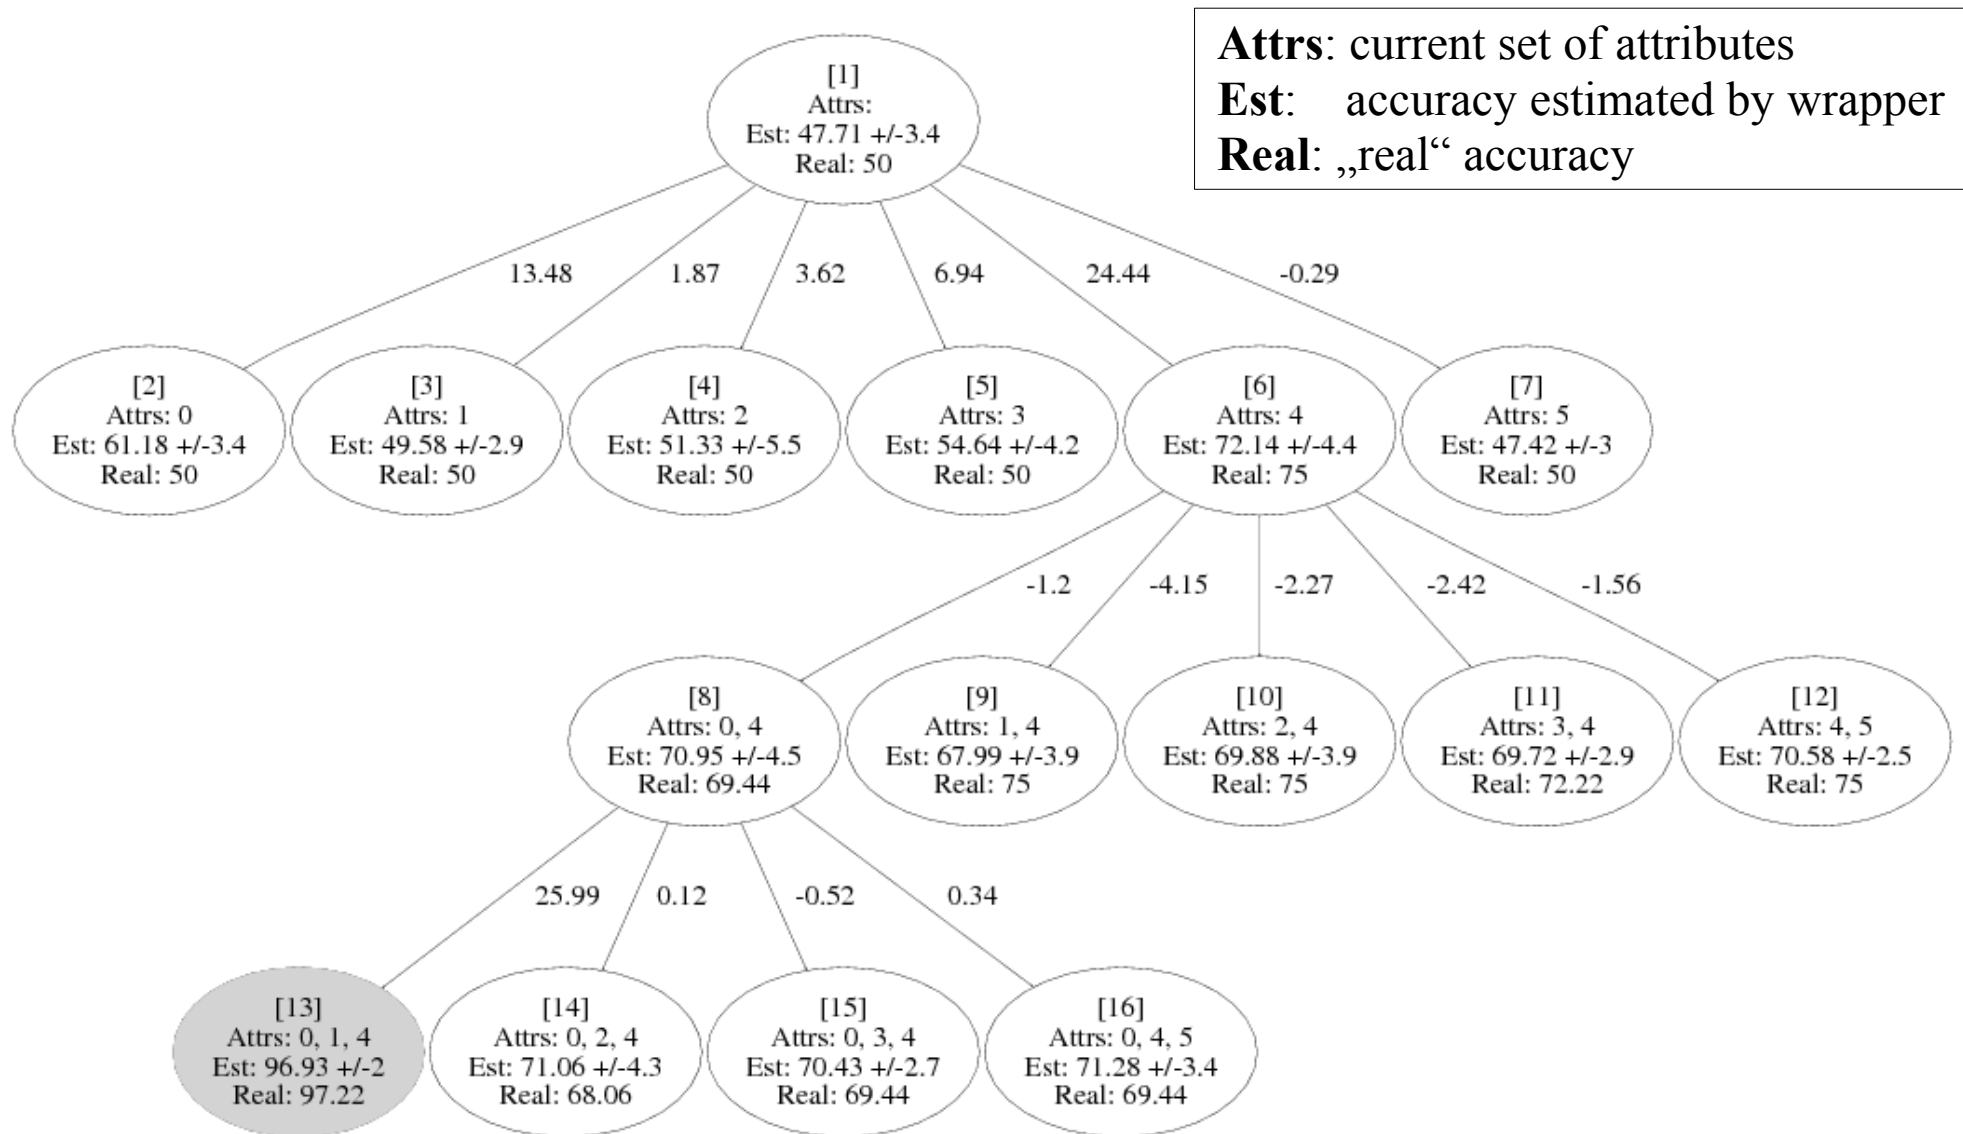 Attrs: current set of attributes
Est: accuracy estimated by wrapper
Real: „real“ accuracy
[1]
Attrs:
Est: 47.71 +/-3.4
Real: 50
13.48
1.87
3.62
6.94
24.44
-0.29
[2]
Attrs: 0
Est: 61.18 +/-3.4
Real: 50
[3]
Attrs: 1
Est: 49.58 +/-2.9
Real: 50
[4]
Attrs: 2
Est: 51.33 +/-5.5
Real: 50
[5]
Attrs: 3
Est: 54.64 +/-4.2
Real: 50
[6]
Attrs: 4
Est: 72.14 +/-4.4
Real: 75
[7]
Attrs: 5
Est: 47.42 +/-3
Real: 50
-1.2
-4.15
-2.27
-2.42
-1.56
[8]
Attrs: 0, 4
Est: 70.95 +/-4.5
Real: 69.44
[9]
Attrs: 1, 4
Est: 67.99 +/-3.9
Real: 75
[10]
Attrs: 2, 4
Est: 69.88 +/-3.9
Real: 75
[11]
Attrs: 3, 4
Est: 69.72 +/-2.9
Real: 72.22
[12]
Attrs: 4, 5
Est: 70.58 +/-2.5
Real: 75
25.99
0.12
-0.52
0.34
[13]
Attrs: 0, 1, 4
Est: 96.93 +/-2
Real: 97.22
[14]
Attrs: 0, 2, 4
Est: 71.06 +/-4.3
Real: 68.06
[15]
Attrs: 0, 3, 4
Est: 70.43 +/-2.7
Real: 69.44
[16]
Attrs: 0, 4, 5
Est: 71.28 +/-3.4
Real: 69.44